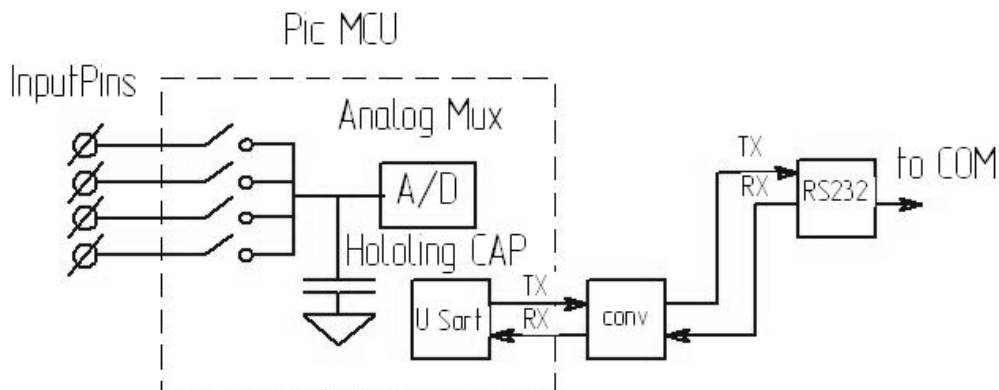 Pic MCU
InputPins
Analog Mux
A/D
Hololing CAP
U Sart
TX
RX
conv
TX
RX
RS232
to COM